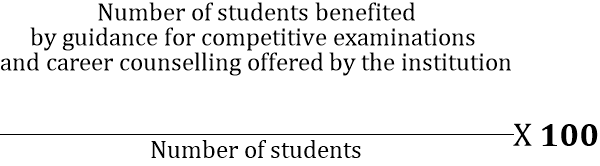 Number of students benefited
by guidance for competitive examinations
and career counselling offered by the institution
X 100
Number of students